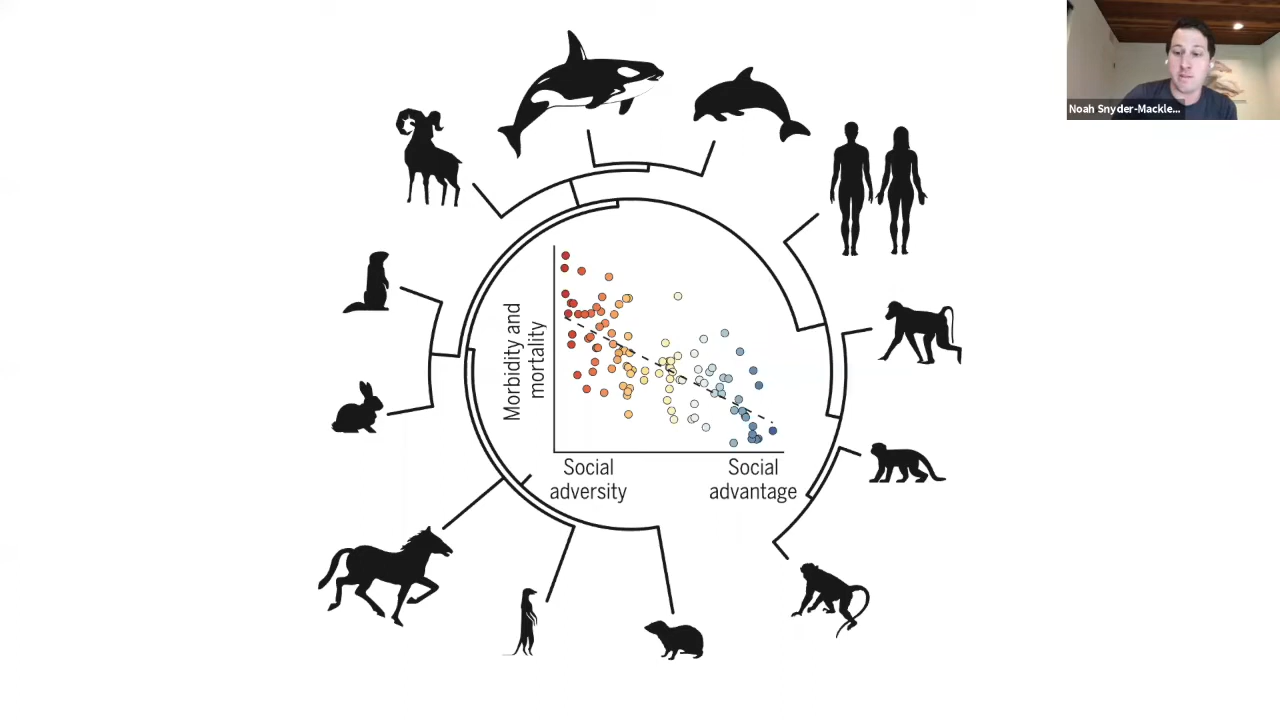 Noah Snyder-Mackle...
Morbidity and
mortality
Social
adversity
Social
advantage